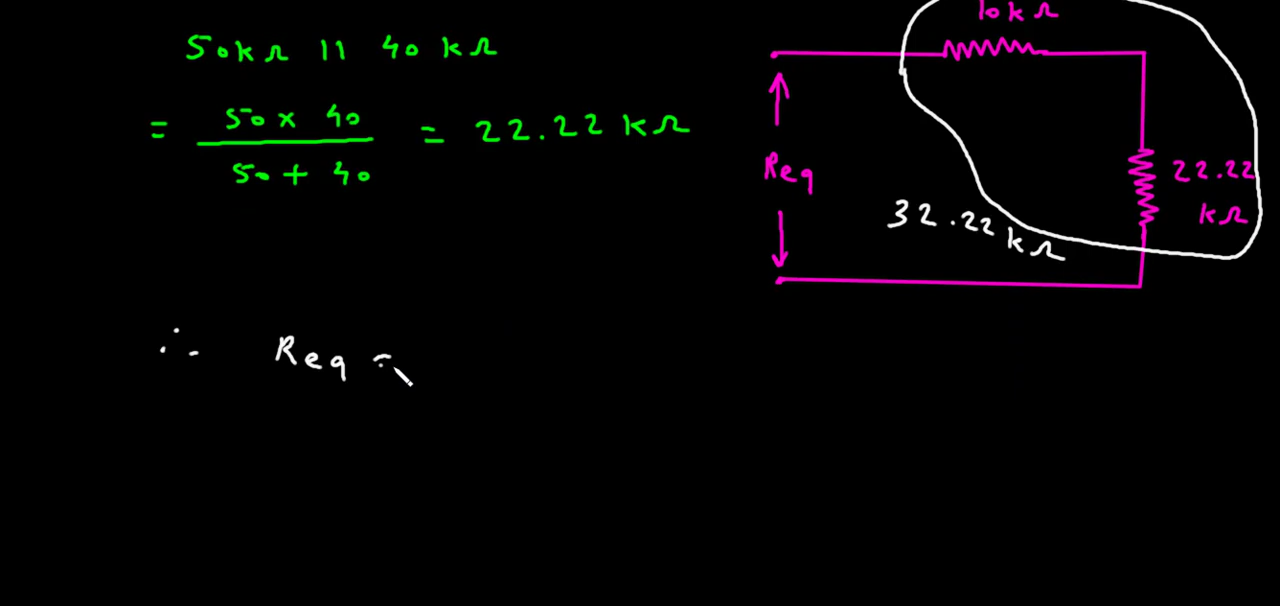 50kΩ || 40 kΩ
= 50 × 40 / 50 + 40 = 22.22 kΩ
10kΩ
Req
22.22
kΩ
32.22 kΩ
∴ Req =